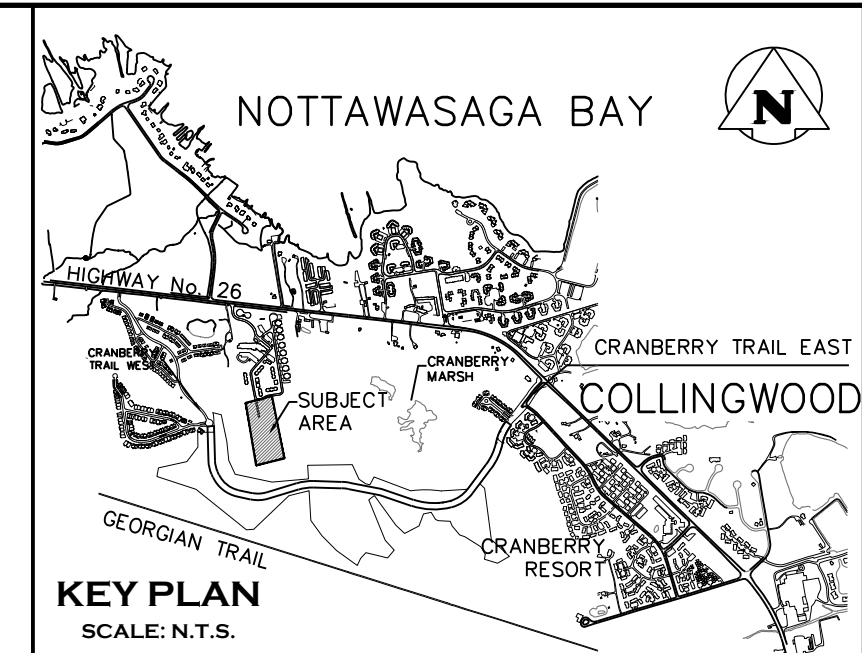 NOTTAWASAGA BAY
N
HIGHWAY No. 26
CRANBERRY
TRAIL WEST
CRANBERRY
MARSH
CRANBERRY TRAIL EAST
SUBJECT
AREA
COLLINGWOOD
GEORGIAN TRAIL
CRANBERRY
RESORT
KEY PLAN
SCALE: N.T.S.